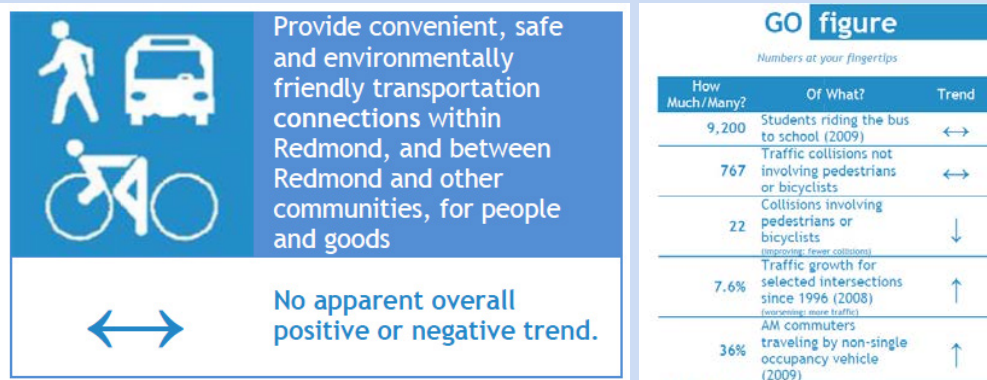 Provide convenient, safe
and environmentally
friendly transportation
connections within
Redmond, and between
Redmond and other
communities, for people
and goods
No apparent overall
positive or negative trend.
GO figure
Numbers at your fingertips
How Much/Many? Of What? Trend
9,200 Students riding the bus
to school (2009)
767 Traffic collisions not
involving pedestrians
or bicyclists
22 Collisions involving
pedestrians or
bicyclists
(improving: fewer collisions)
7.6% Traffic growth for
selected intersections
since 1996 (2008)
(worsening: more traffic)
36% AM commuters
traveling by non-single
occupancy vehicle
(2009)